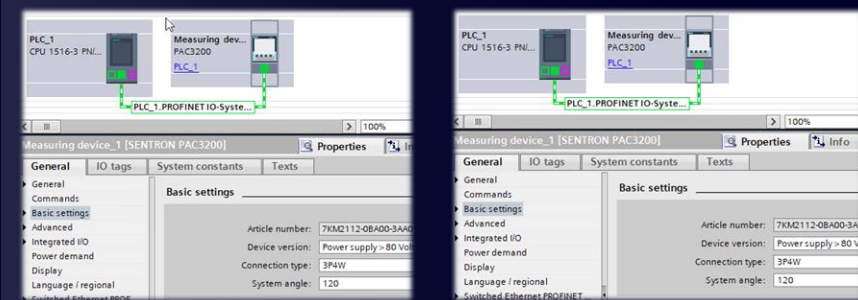 PLC_1
CPU 1516-3 PN/...
Measuring dev...
PAC3200
PLC_1
PLC_1.PROFINET IO-Syste...
100%
Measuring device_1 [SENTRON PAC3200]
Properties
General
IO tags
System constants
Texts
General
Commands
Basic settings
Advanced
Integrated I/O
Power demand
Display
Language / regional
Switched Ethernet PROF
Basic settings
Article number: 7KM2112-0BA00-3AA0
Device version: Power supply > 80 Vol
Connection type: 3P4W
System angle: 120
PLC_1
CPU 1516-3 PN/...
Measuring dev...
PAC3200
PLC_1
PLC_1.PROFINET IO-Syste...
100%
Measuring device_1 [SENTRON PAC3200]
Properties
Info
General
IO tags
System constants
Texts
General
Commands
Basic settings
Advanced
Integrated I/O
Power demand
Display
Language / regional
Switched Ethernet PROFINET ...
Basic settings
Article number: 7KM2112-0BA00-3A
Device version: Power supply > 80 V
Connection type: 3P4W
System angle: 120